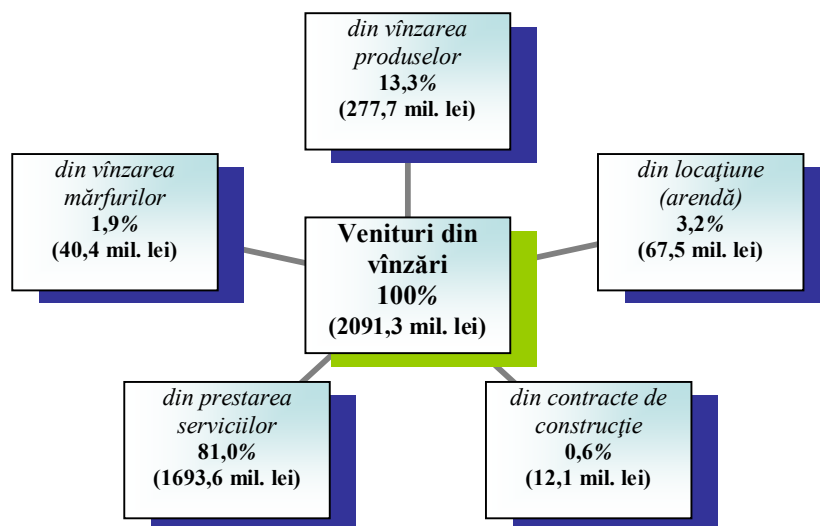 din vînzarea
produselor
13,3%
(277,7 mil. lei)
din vînzarea
mărfurilor
1,9%
(40,4 mil. lei)
din locaţiune
(arendă)
3,2%
(67,5 mil. lei)
Venituri din
vînzări
100%
(2091,3 mil. lei)
din prestarea
serviciilor
81,0%
(1693,6 mil. lei)
din contracte de
construcţie
0,6%
(12,1 mil. lei)